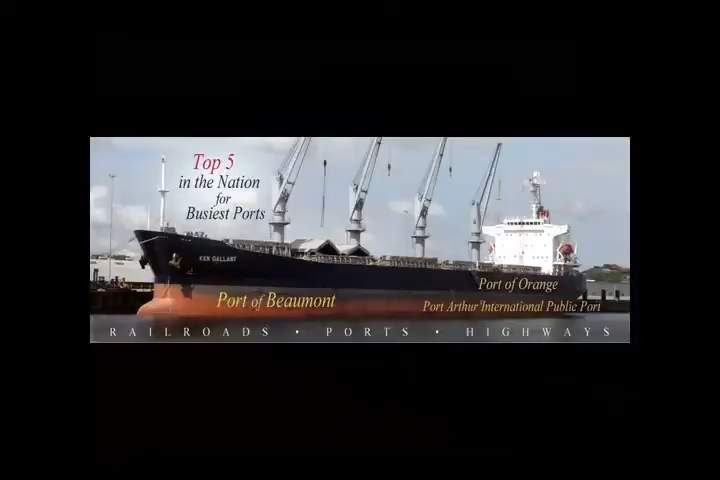 Top 5
in the Nation
for
Busiest Ports
KEN GALLANT
Port of Orange
Port of Beaumont
Port Arthur International Public Port
RAILROADS • PORTS • HIGHWAYS